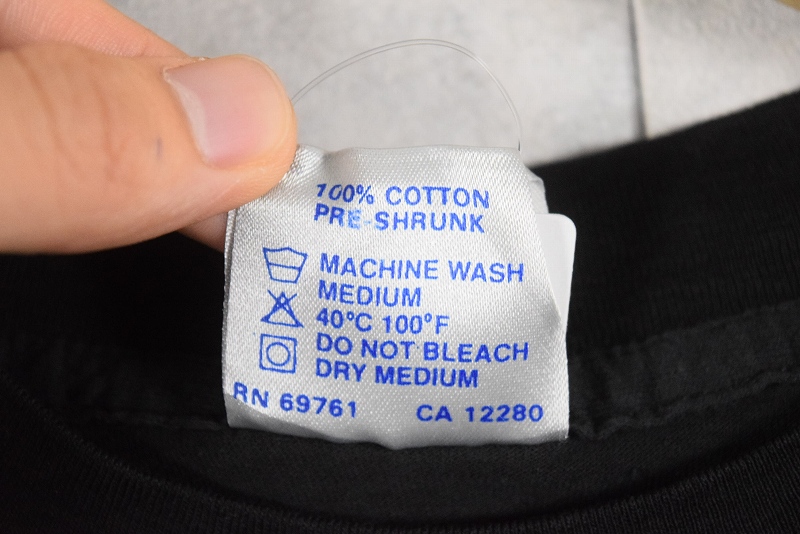 100% COTTON
PRE-SHRUNK
MACHINE WASH
MEDIUM
40°C 100°F
DO NOT BLEACH
DRY MEDIUM
RN 69761 CA 12280